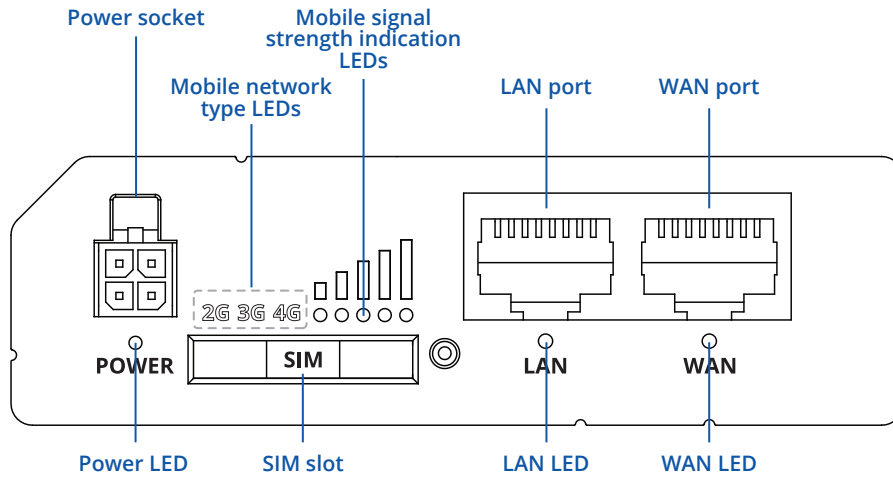 Power socket
Mobile signal
strength indication
LEDs
Mobile network
type LEDs
LAN port
WAN port
2G 3G 4G
POWER
SIM
LAN
WAN
Power LED
SIM slot
LAN LED
WAN LED